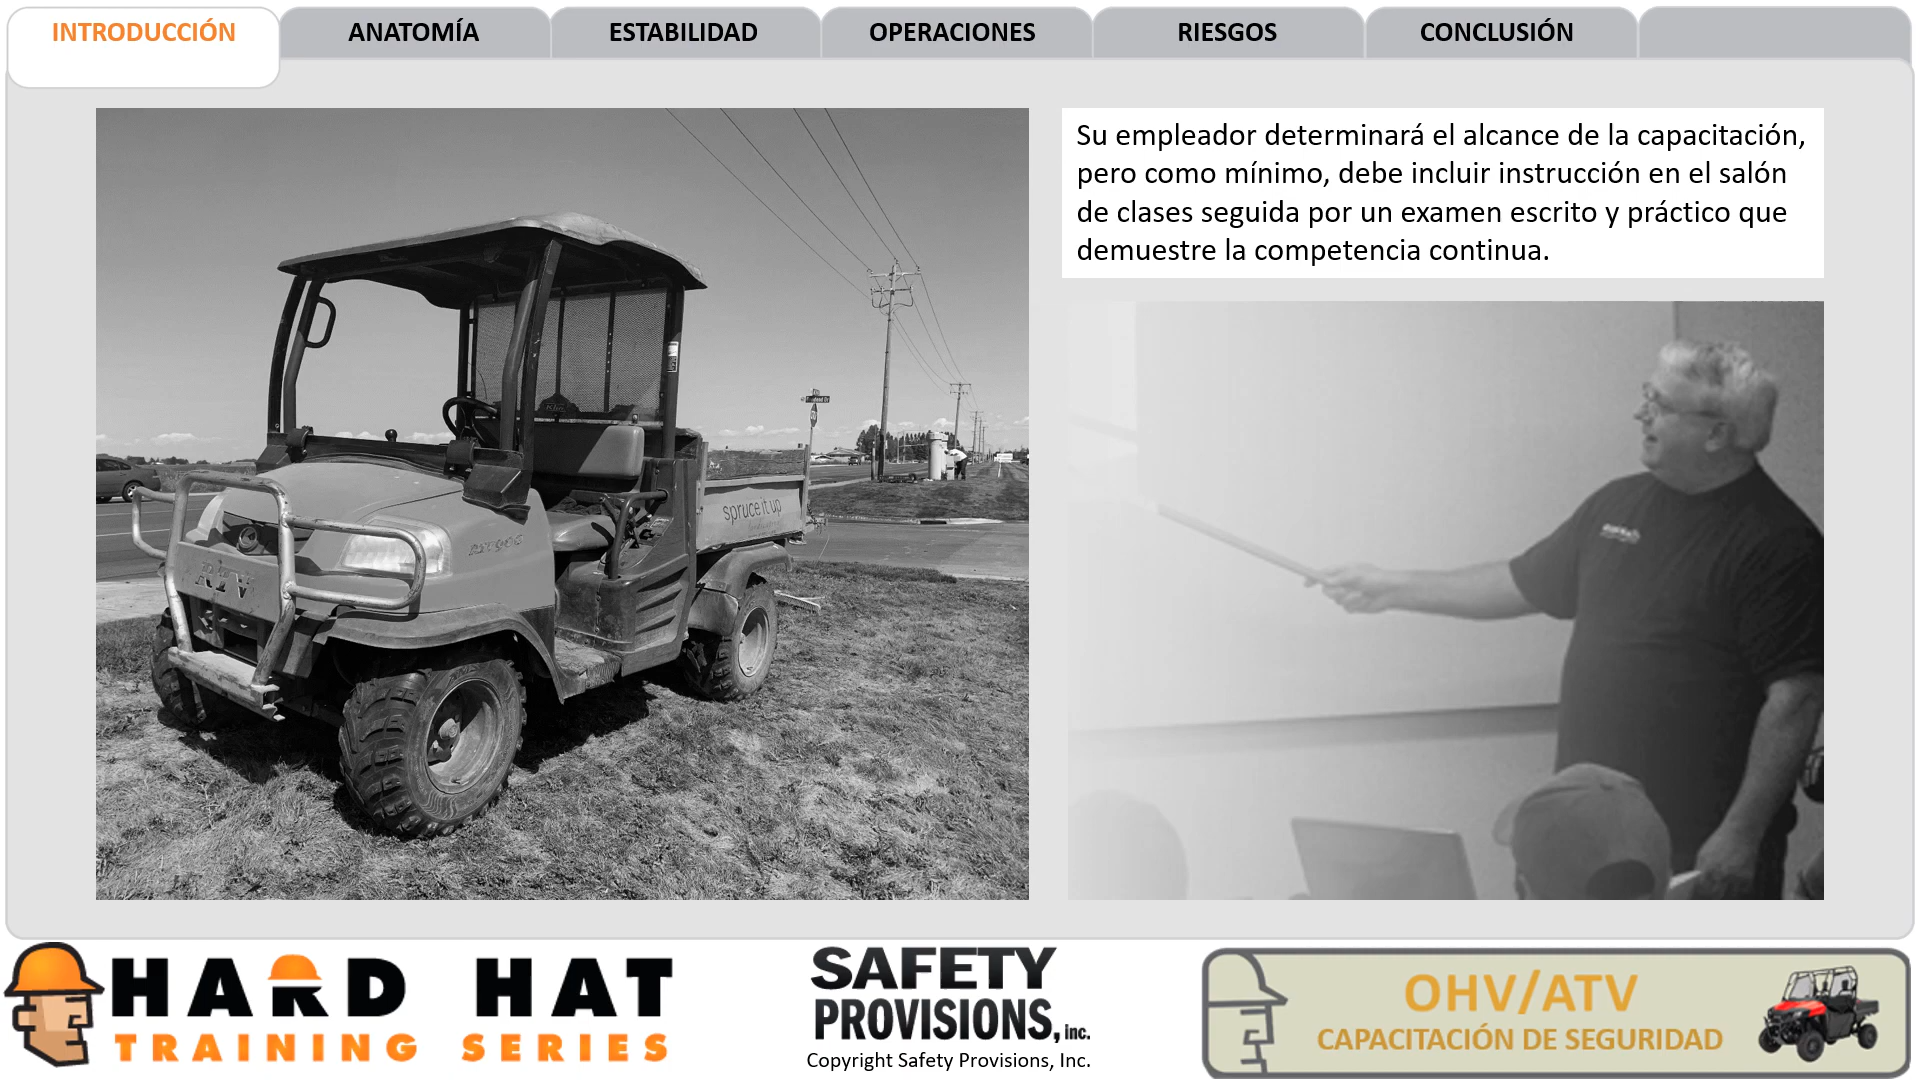 INTRODUCCIÓN
ANATOMÍA
ESTABILIDAD
OPERACIONES
RIESGOS
CONCLUSIÓN
Su empleador determinará el alcance de la capacitación,
pero como mínimo, debe incluir instrucción en el salón
de clases seguida por un examen escrito y práctico que
demuestre la competencia continua.
spruce it up
RTV900
RTV
HARD HAT
TRAINING SERIES
SAFETY
PROVISIONS, inc.
Copyright Safety Provisions, Inc.
OHV/ATV
CAPACITACIÓN DE SEGURIDAD